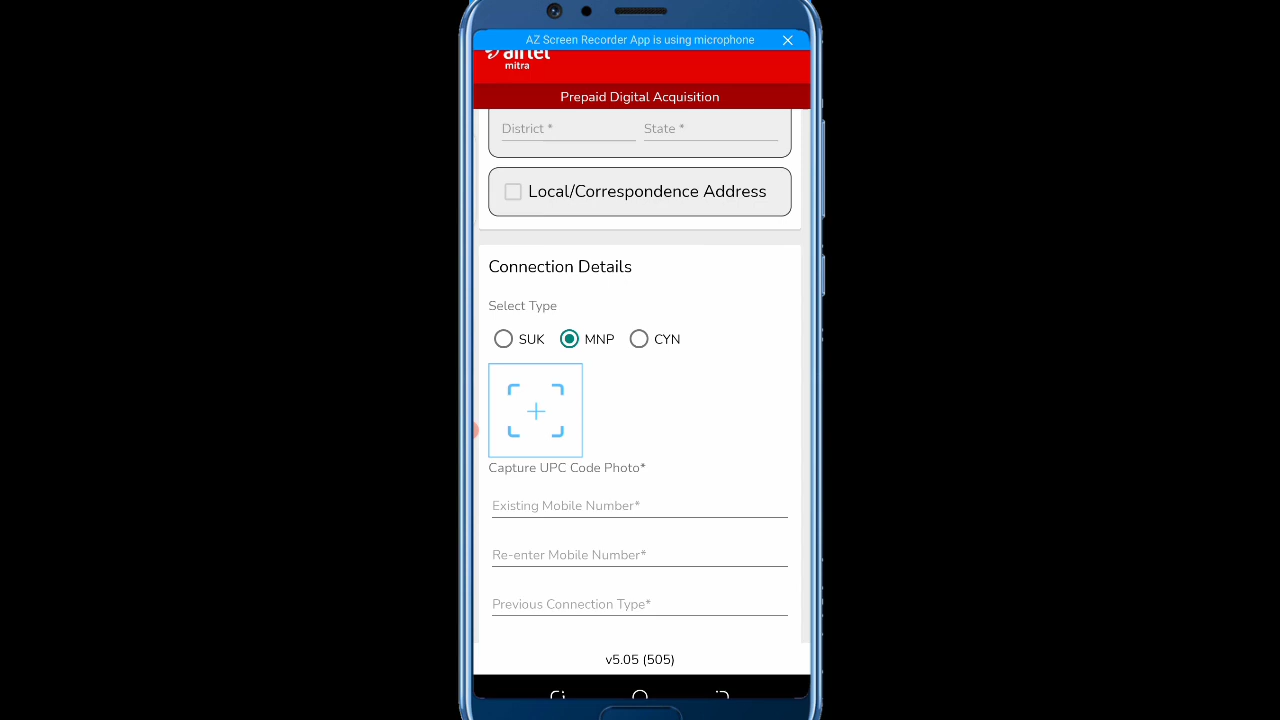 AZ Screen Recorder App is using microphone
airtel
mitra
Prepaid Digital Acquisition
District * State *
Local/Correspondence Address
Connection Details
Select Type
SUK MNP CYN
Capture UPC Code Photo*
Existing Mobile Number*
Re-enter Mobile Number*
Previous Connection Type*
v5.05 (505)